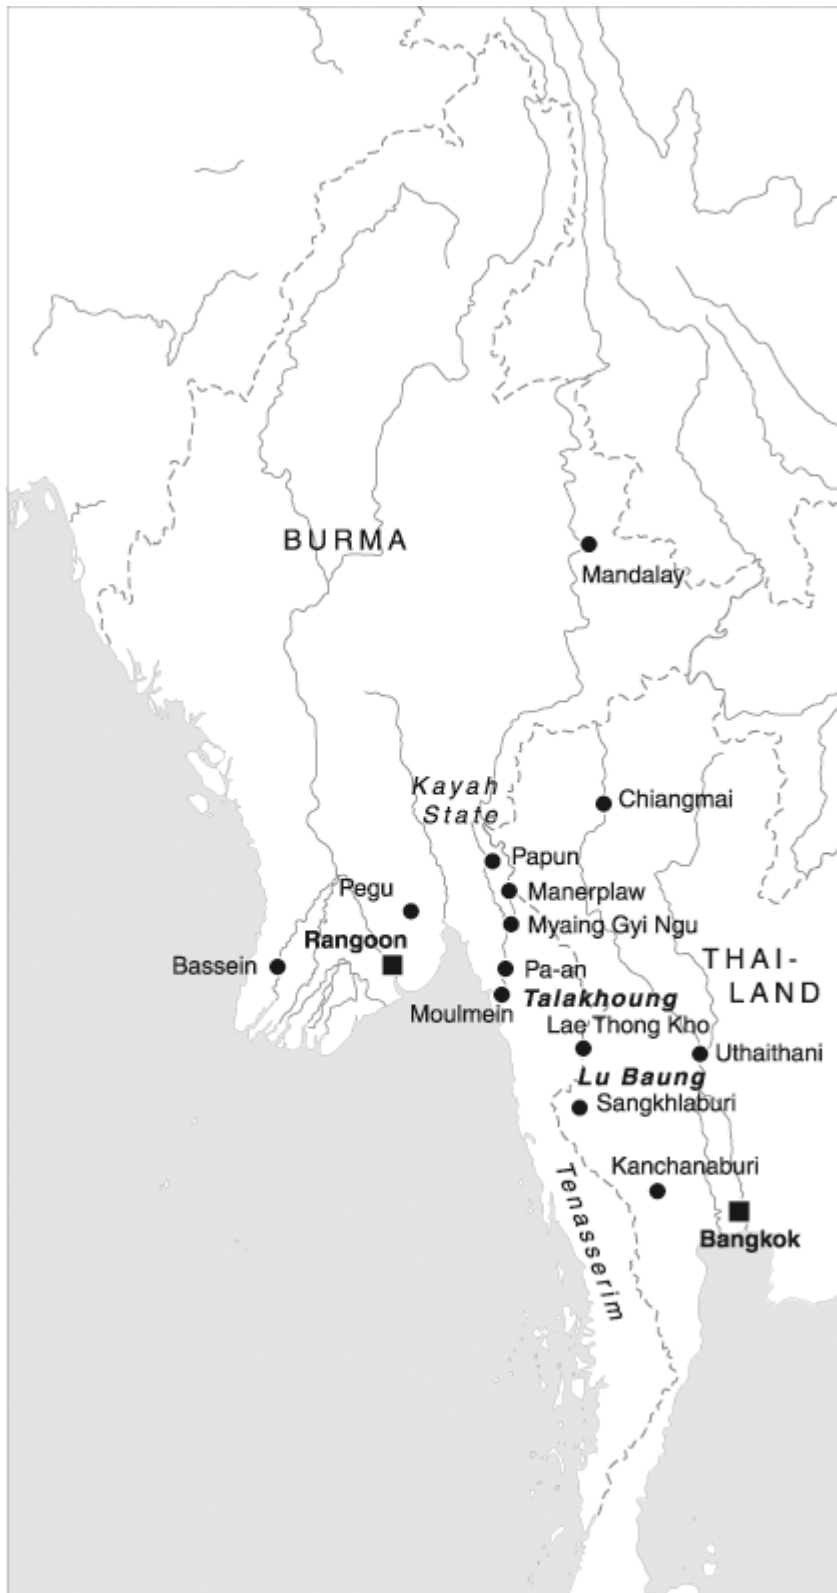 BURMA
Mandalay
Kayah
State
Chiangmai
Papun
Pegu
Manerplaw
Myaing Gyi Ngu
Rangoon
Bassein
Pa-an
THAI-
LAND
Moulmein
Talakhoung
Lae Thong Kho
Uthaithani
Lu Baung
Sangkhlaburi
Kanchanaburi
Tenasserim
Bangkok